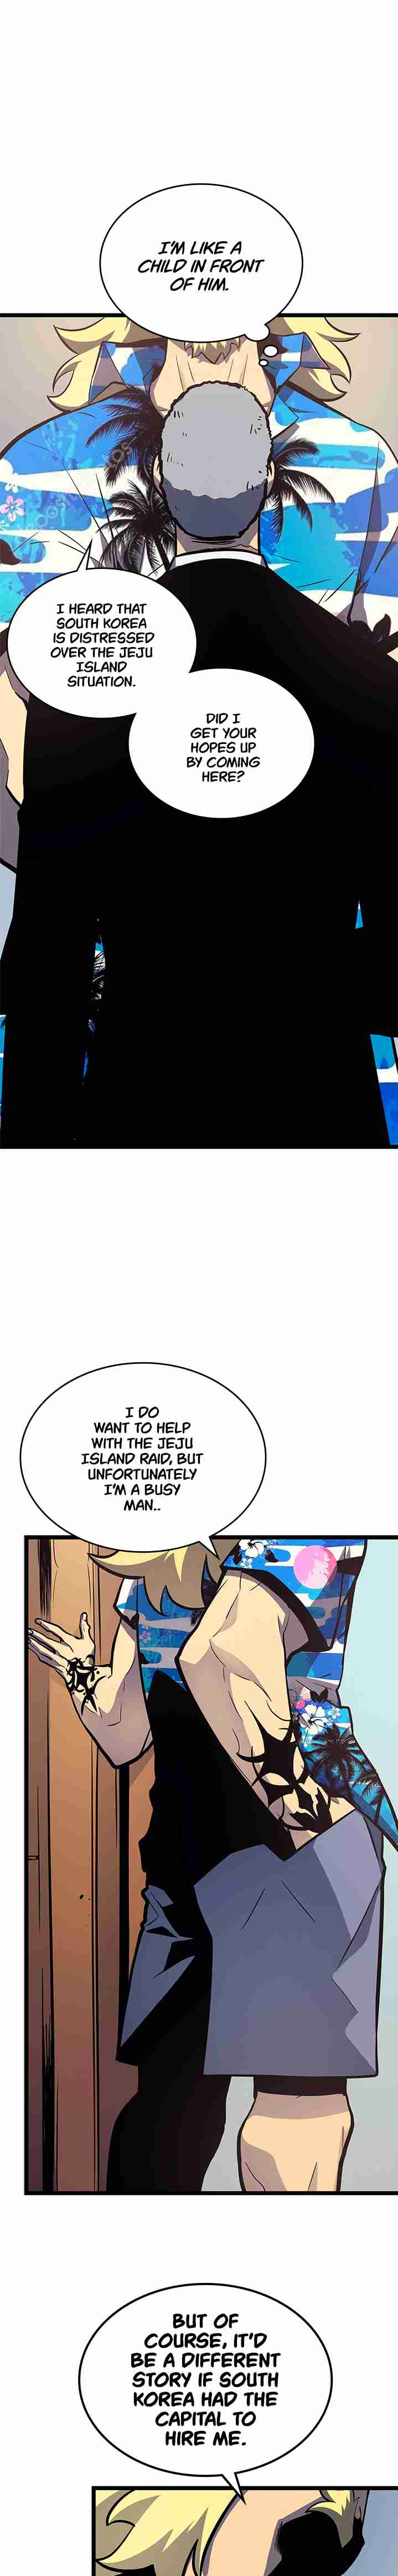 I'M LIKE A
CHILD IN FRONT
OF HIM.
I HEARD THAT
SOUTH KOREA
IS DISTRESSED
OVER THE JEJU
ISLAND
SITUATION.
DID I
GET YOUR
HOPES UP
BY COMING
HERE?
I DO
WANT TO HELP
WITH THE JEJU
ISLAND RAID, BUT
UNFORTUNATELY
I'M A BUSY
MAN..
BUT OF
COURSE, IT'D
BE A DIFFERENT
STORY IF SOUTH
KOREA HAD THE
CAPITAL TO
HIRE ME.